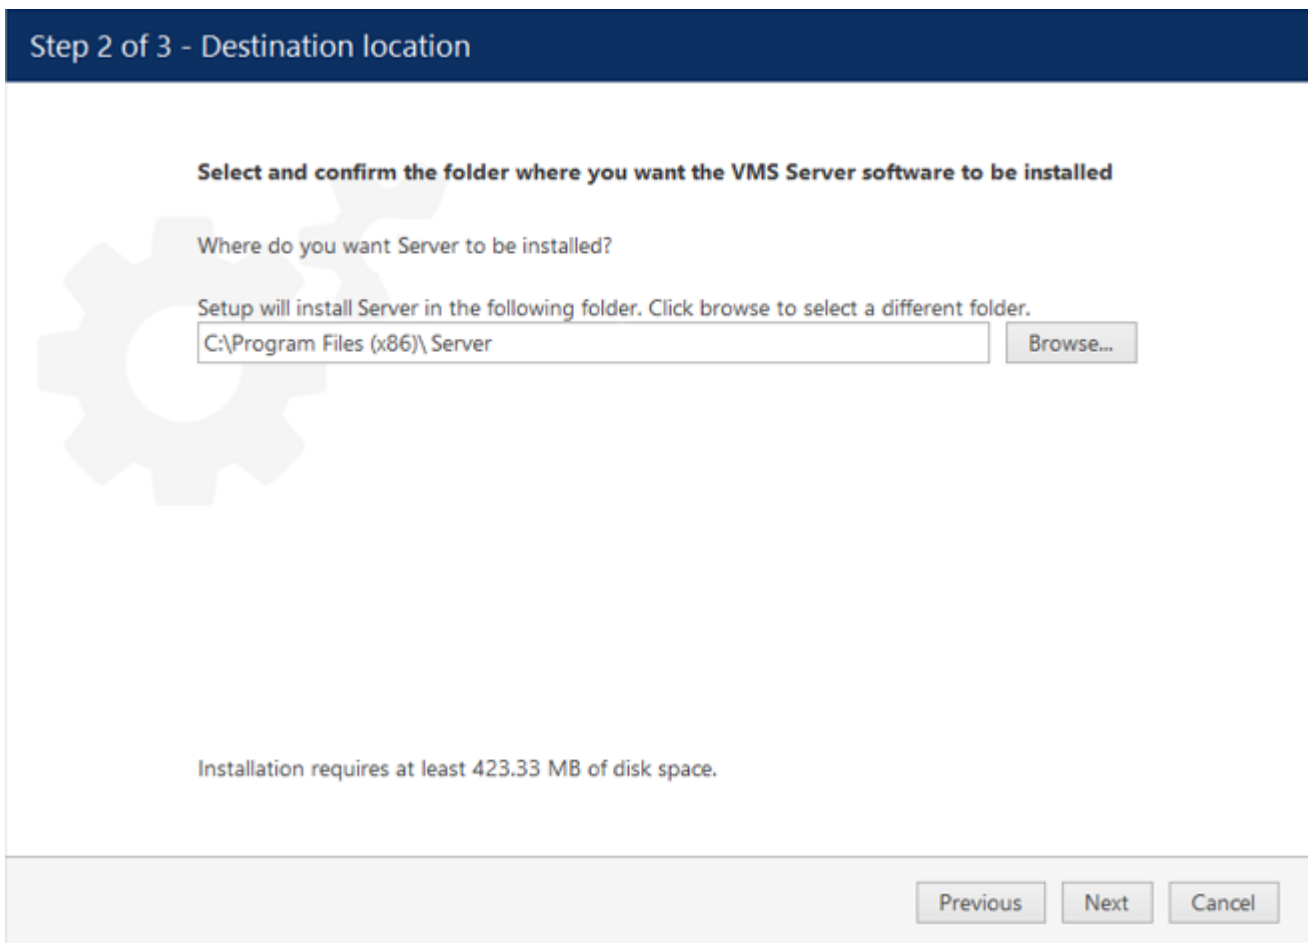 Step 2 of 3 - Destination location
Select and confirm the folder where you want the VMS Server software to be installed
Where do you want Server to be installed?
Setup will install Server in the following folder. Click browse to select a different folder.
C:\Program Files (x86)\ Server
Browse...
Installation requires at least 423.33 MB of disk space.
Previous
Next
Cancel